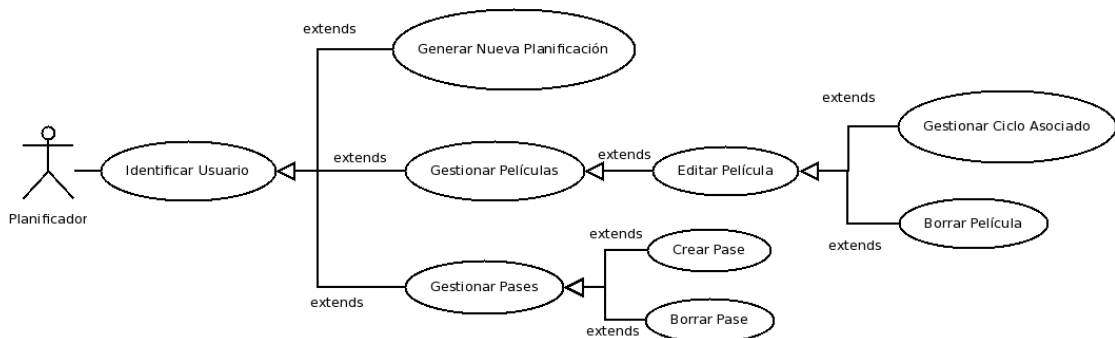 extends
Generar Nueva Planificación
extends
Gestionar Ciclo Asociado
extends
extends
Identificar Usuario
Gestionar Películas
Editar Película
Planificador
Borrar Película
extends
extends
Crear Pase
Gestionar Pases
extends
Borrar Pase
extends